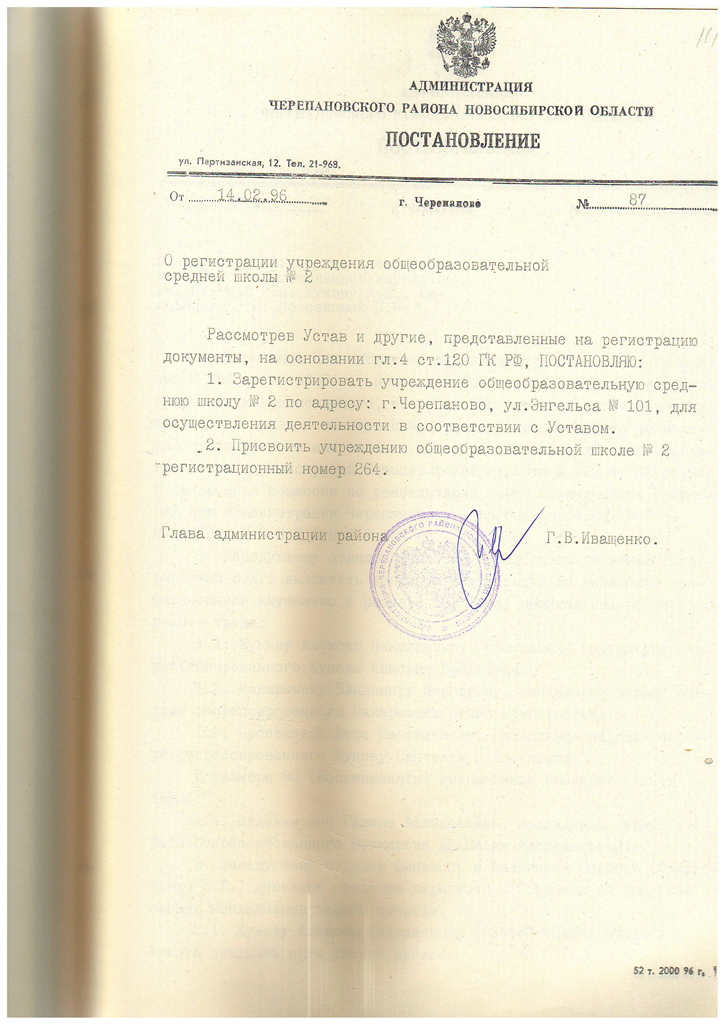 АДМИНИСТРАЦИЯ
ЧЕРЕПАНОВСКОГО РАЙОНА НОВОСИБИРСКОЙ ОБЛАСТИ
ПОСТАНОВЛЕНИЕ
ул. Партизанская, 12. Тел. 21-968.
От 14.02.96 г. Черепаново № 87
О регистрации учреждения общеобразовательной
средней школы № 2
Рассмотрев Устав и другие, представленные на регистрацию
документы, на основании гл.4 ст.120 ГК РФ, ПОСТАНОВЛЯЮ:
1. Зарегистрировать учреждение общеобразовательную сред-
нюю школу № 2 по адресу: г.Черепаново, ул.Энгельса № 101, для
осуществления деятельности в соответствии с Уставом.
2. Присвоить учреждению общеобразовательной школе № 2
регистрационный номер 264.
Глава администрации района Г.В.Иващенко.
АДМИНИСТРАЦИЯ ЧЕРЕПАНОВСКОГО РАЙОНА
52 т. 2000 96 г.